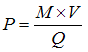 P = M × V / Q